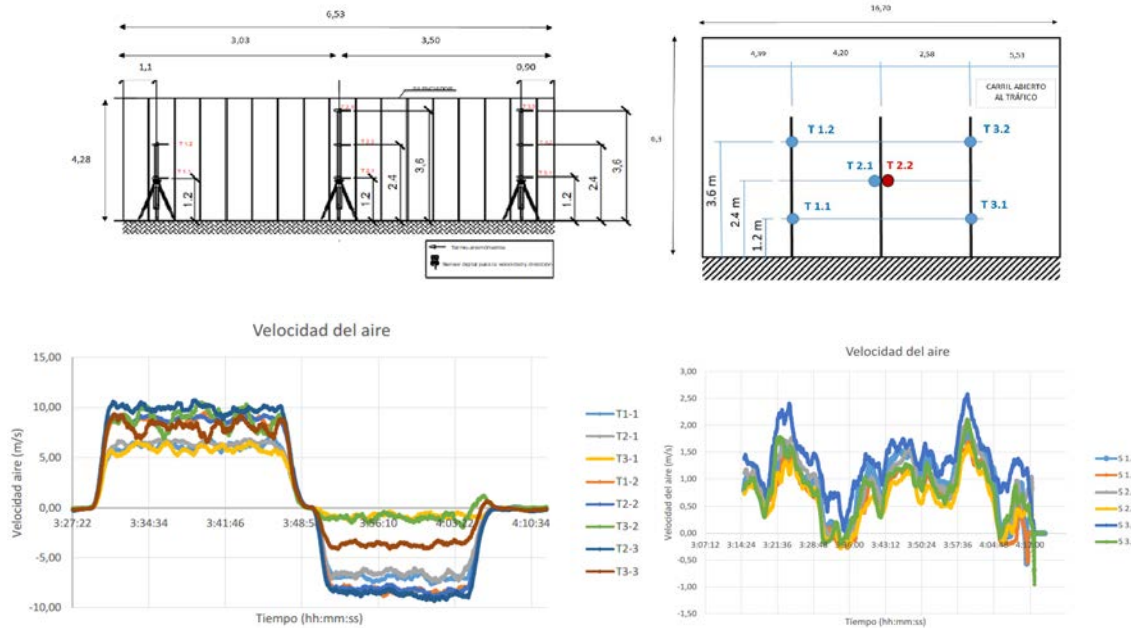 6,53
3,03
3,50
1,1
0,90
4,28
T 1.2
1.2
2.4
3,6
1.2
2.4
3,6
16,70
4,39
4,20
2,58
5,53
CARRIL ABIERTO
AL TRÁFICO
T 1.2
T 3.2
T 2.1
T 2.2
T 1.1
T 3.1
3.6 m
2.4 m
1.2 m
Velocidad del aire
15,00
10,00
5,00
0,00
-5,00
-10,00
Velocidad aire (m/s)
3:27:22
3:34:34
3:41:46
3:56:10
4:10:34
Tiempo (hh:mm:ss)
T1-1
T2-1
T3-1
T1-2
T2-2
T3-2
T2-3
T3-3
Velocidad del aire
3,00
2,50
2,00
1,50
1,00
0,50
0,00
-0,50
-1,00
-1,50
Velocidad del aire (m/s)
3:07:12
3:14:24
3:21:36
3:43:12
3:50:24
3:57:36
Tiempo (hh:mm:ss)
S 1.
S 1.
S 2.
S 2.
S 3.
S 3.